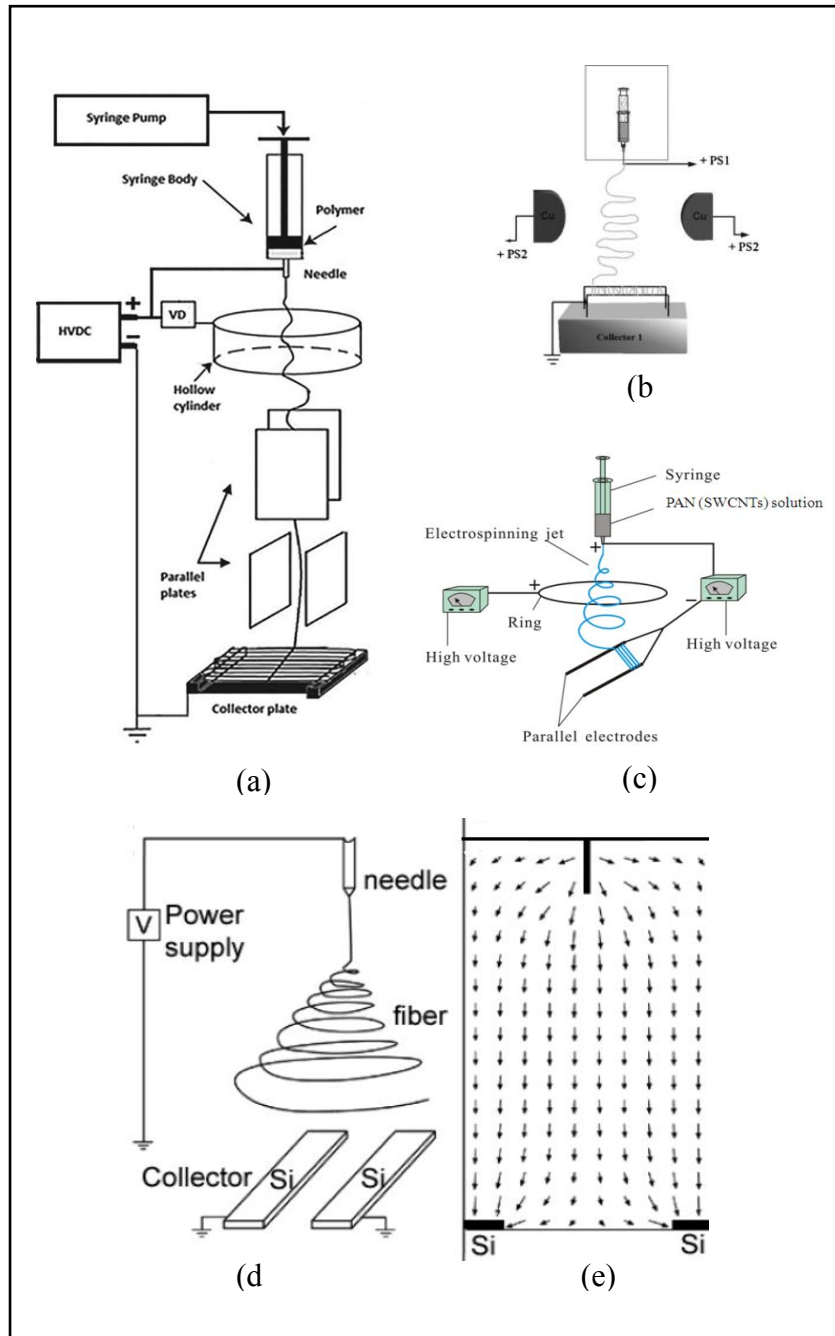 Syringe Pump
Syringe Body
Polymer
Needle
+
VD
HVDC
−
Hollow
cylinder
Parallel
plates
Collector plate
(a)
+ PS1
Cu
Cu
+ PS2
+ PS2
Collector 1
(b)
Syringe
PAN (SWCNTs) solution
Electrospinning jet
+
+
−
Ring
High voltage
High voltage
Parallel electrodes
(c)
needle
V
Power
supply
fiber
Collector
Si
Si
(d
Si
Si
(e)